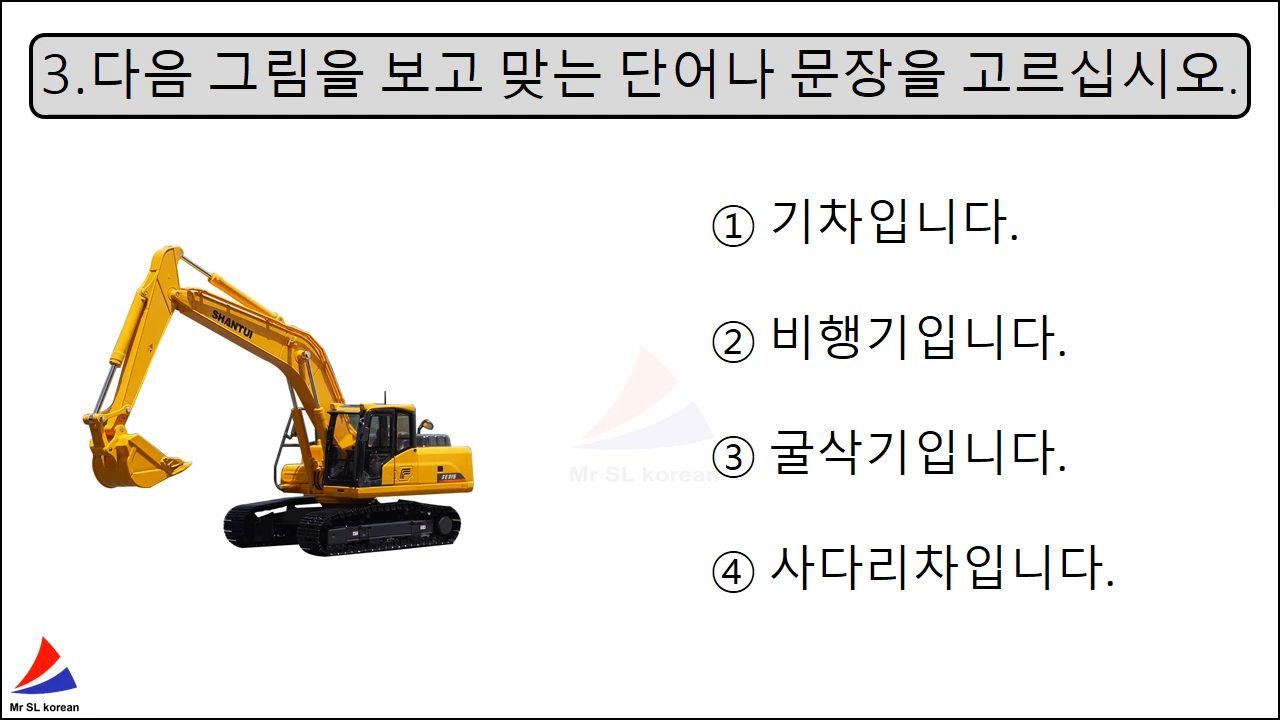 3.다음 그림을 보고 맞는 단어나 문장을 고르십시오.
① 기차입니다.
② 비행기입니다.
SHANTUI
③ 굴삭기입니다.
Mr SL korean
④ 사다리차입니다.
Mr SL korean